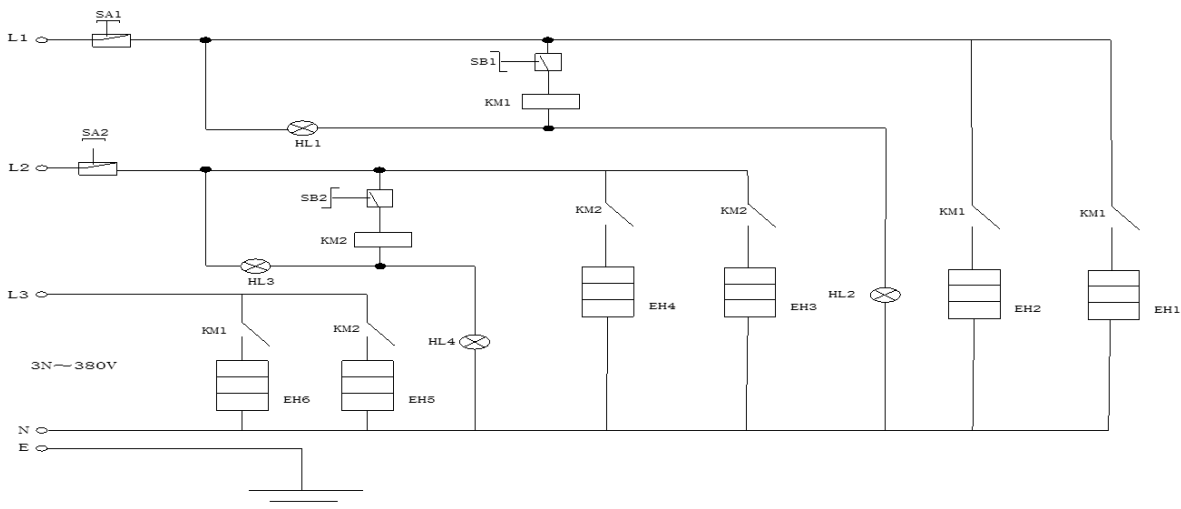 SA1
L1
SB1
KM1
HL1
SA2
L2
SB2
KM2
KM2
KM2
KM1
KM1
HL3
L3
HL2
EH4
EH3
EH2
EH1
KM1
KM2
HL4
3N~380V
EH6
EH5
N
E